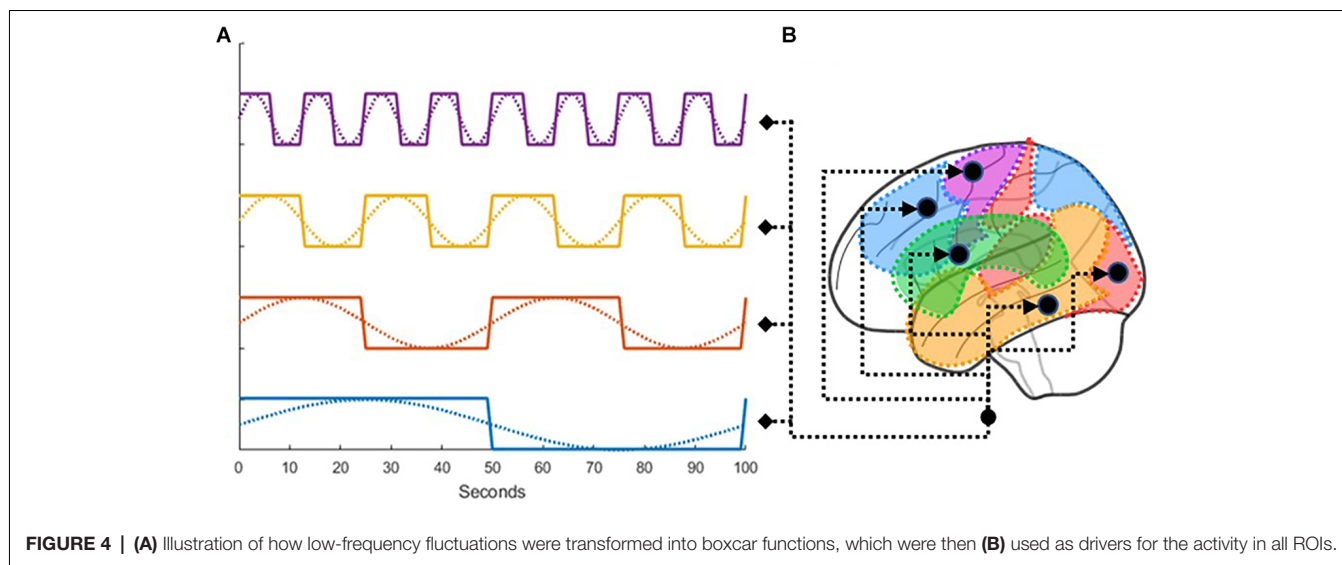 A
B
0 10 20 30 40 50 60 70 80 90 100
Seconds
FIGURE 4 | (A) Illustration of how low-frequency fluctuations were transformed into boxcar functions, which were then (B) used as drivers for the activity in all ROIs.